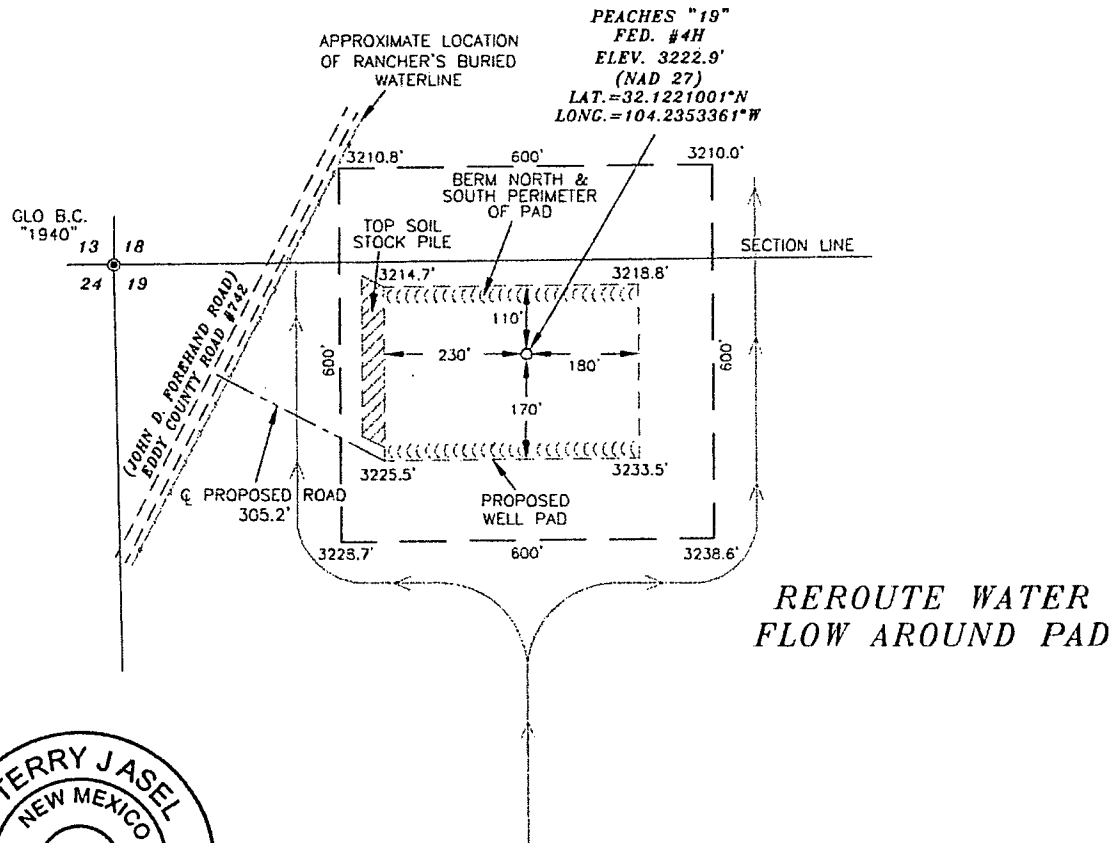 PEACHES "19"
FED. #4H
ELEV. 3222.9'
(NAD 27)
LAT.=32.1221001°N
LONG.=104.2353361°W
APPROXIMATE LOCATION
OF RANCHER'S BURIED
WATERLINE
3210.8'
600'
3210.0'
BERM NORTH &
SOUTH PERIMETER
OF PAD
GLO B.C.
"1940"
13 18
24 19
TOP SOIL
STOCK PILE
SECTION LINE
3214.7'
3218.8'
110'
(JOHN D. FOREHAND ROAD)
EDDY COUNTY ROAD #742
600'
230'
180'
600'
170'
3225.5'
3233.5'
℄ PROPOSED ROAD
305.2'
PROPOSED
WELL PAD
3228.7'
600'
3238.6'
REROUTE WATER
FLOW AROUND PAD
TERRY J ASEL
NEW MEXICO